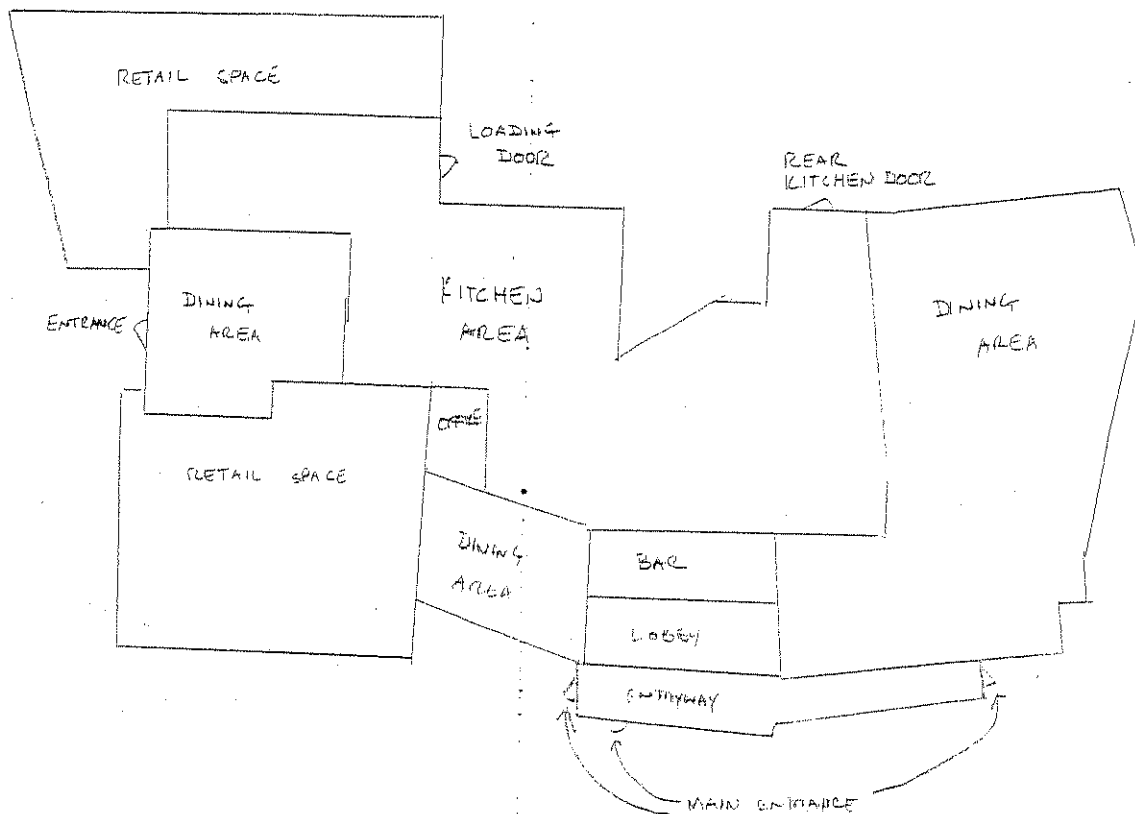 RETAIL SPACE
LOADING
DOOR
REAR
KITCHEN DOOR
DINING
AREA
ENTRANCE
KITCHEN
AREA
DINING
AREA
OFFICE
RETAIL SPACE
DINING
AREA
BAR
LOBBY
ENTRYWAY
MAIN ENTRANCE